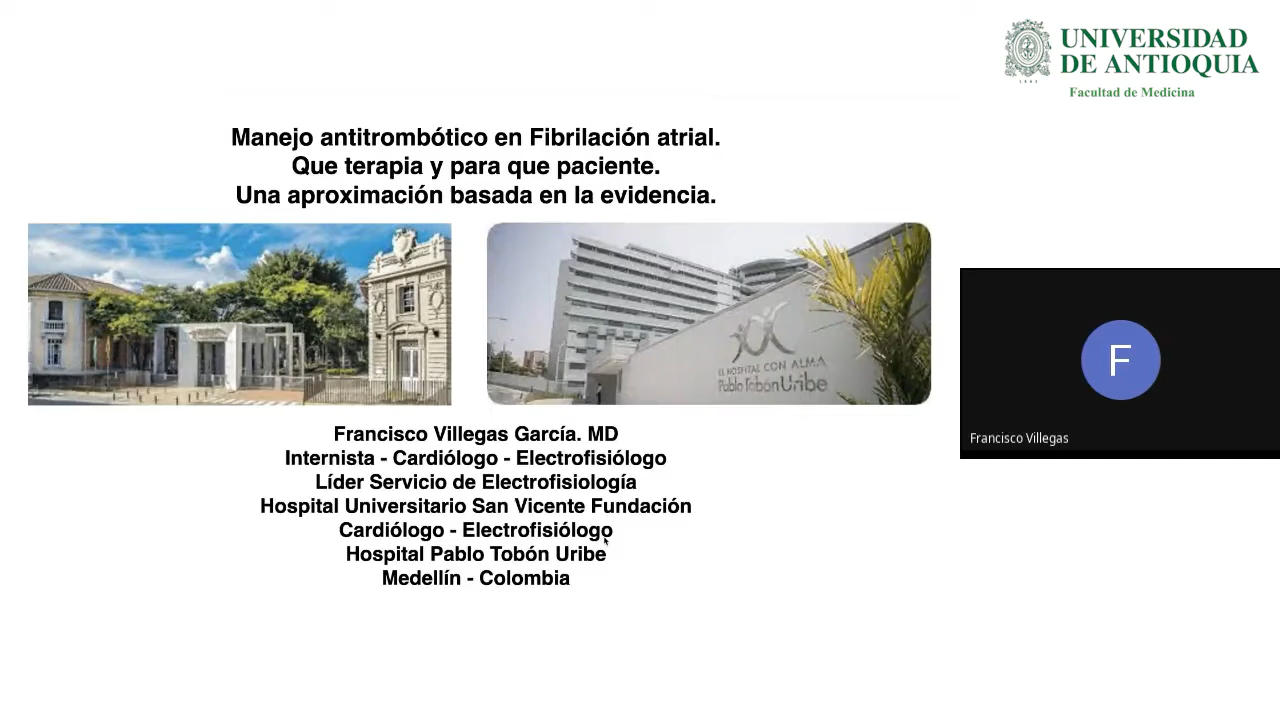 UNIVERSIDAD
DE ANTIOQUIA
Facultad de Medicina
Manejo antitrombótico en Fibrilación atrial.
Que terapia y para que paciente.
Una aproximación basada en la evidencia.
EL HOSPITAL CON ALMA
Pablo Tobón Uribe
F
Francisco Villegas
Francisco Villegas García. MD
Internista - Cardiólogo - Electrofisiólogo
Líder Servicio de Electrofisiología
Hospital Universitario San Vicente Fundación
Cardiólogo - Electrofisiólogo
Hospital Pablo Tobón Uribe
Medellín - Colombia